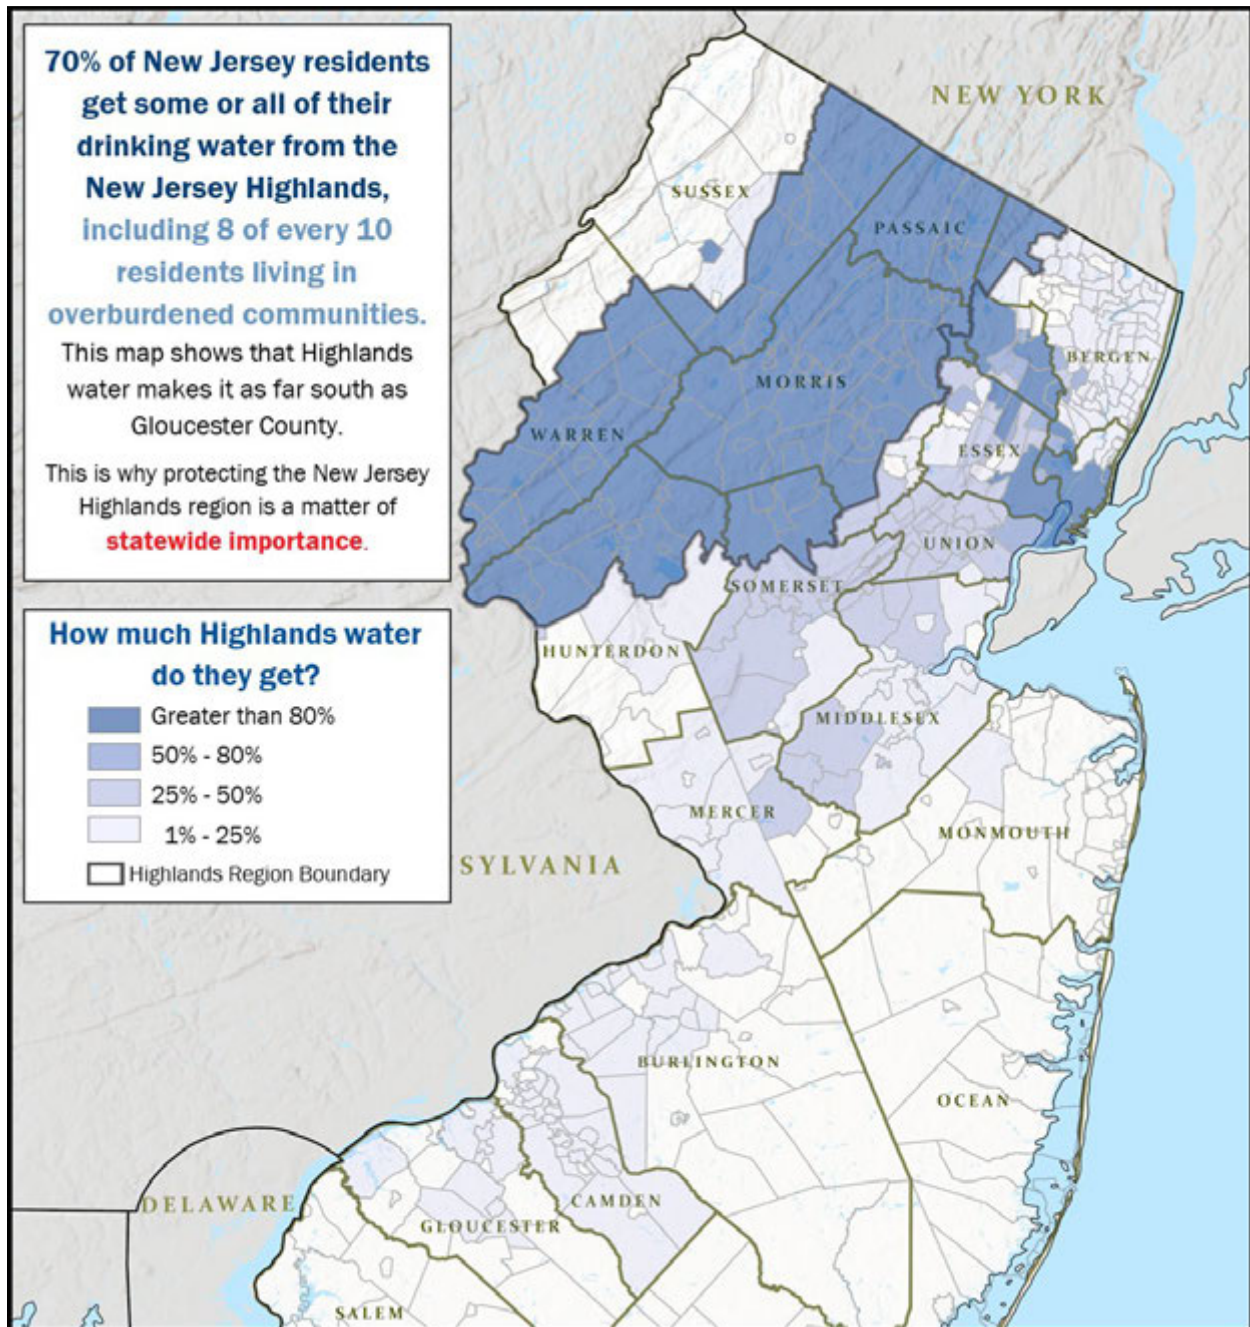 70% of New Jersey residents
get some or all of their
drinking water from the
New Jersey Highlands,
including 8 of every 10
residents living in
overburdened communities.
This map shows that Highlands
water makes it as far south as
Gloucester County.
This is why protecting the New Jersey
Highlands region is a matter of
statewide importance.
How much Highlands water
do they get?
Greater than 80%
50% - 80%
25% - 50%
1% - 25%
Highlands Region Boundary
NEW YORK
SUSSEX
PASSAIC
BERGEN
MORRIS
WARREN
ESSEX
UNION
SOMERSET
HUNTERDON
MIDDLESEX
MERCER
MONMOUTH
SYLVANIA
BURLINGTON
OCEAN
CAMDEN
DELAWARE
GLOUCESTER
SALEM